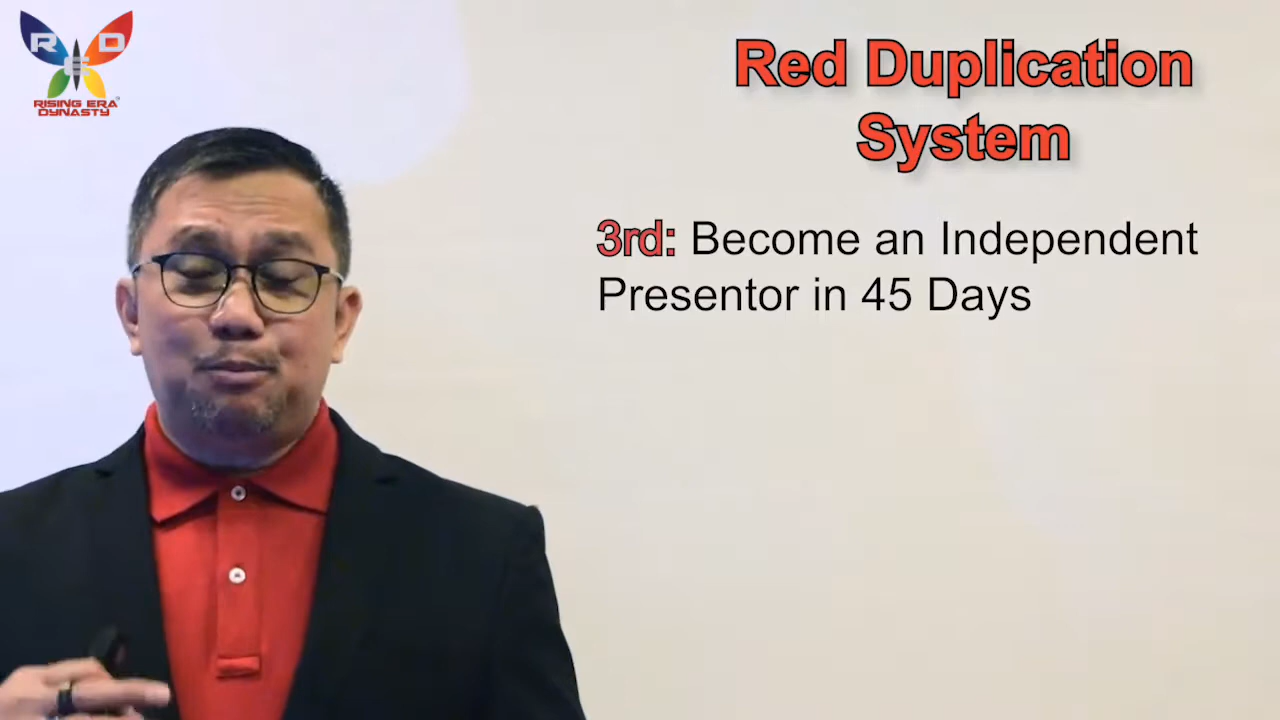 R D
RISING ERA
DYNASTY
Red Duplication
System
3rd: Become an Independent
Presentor in 45 Days